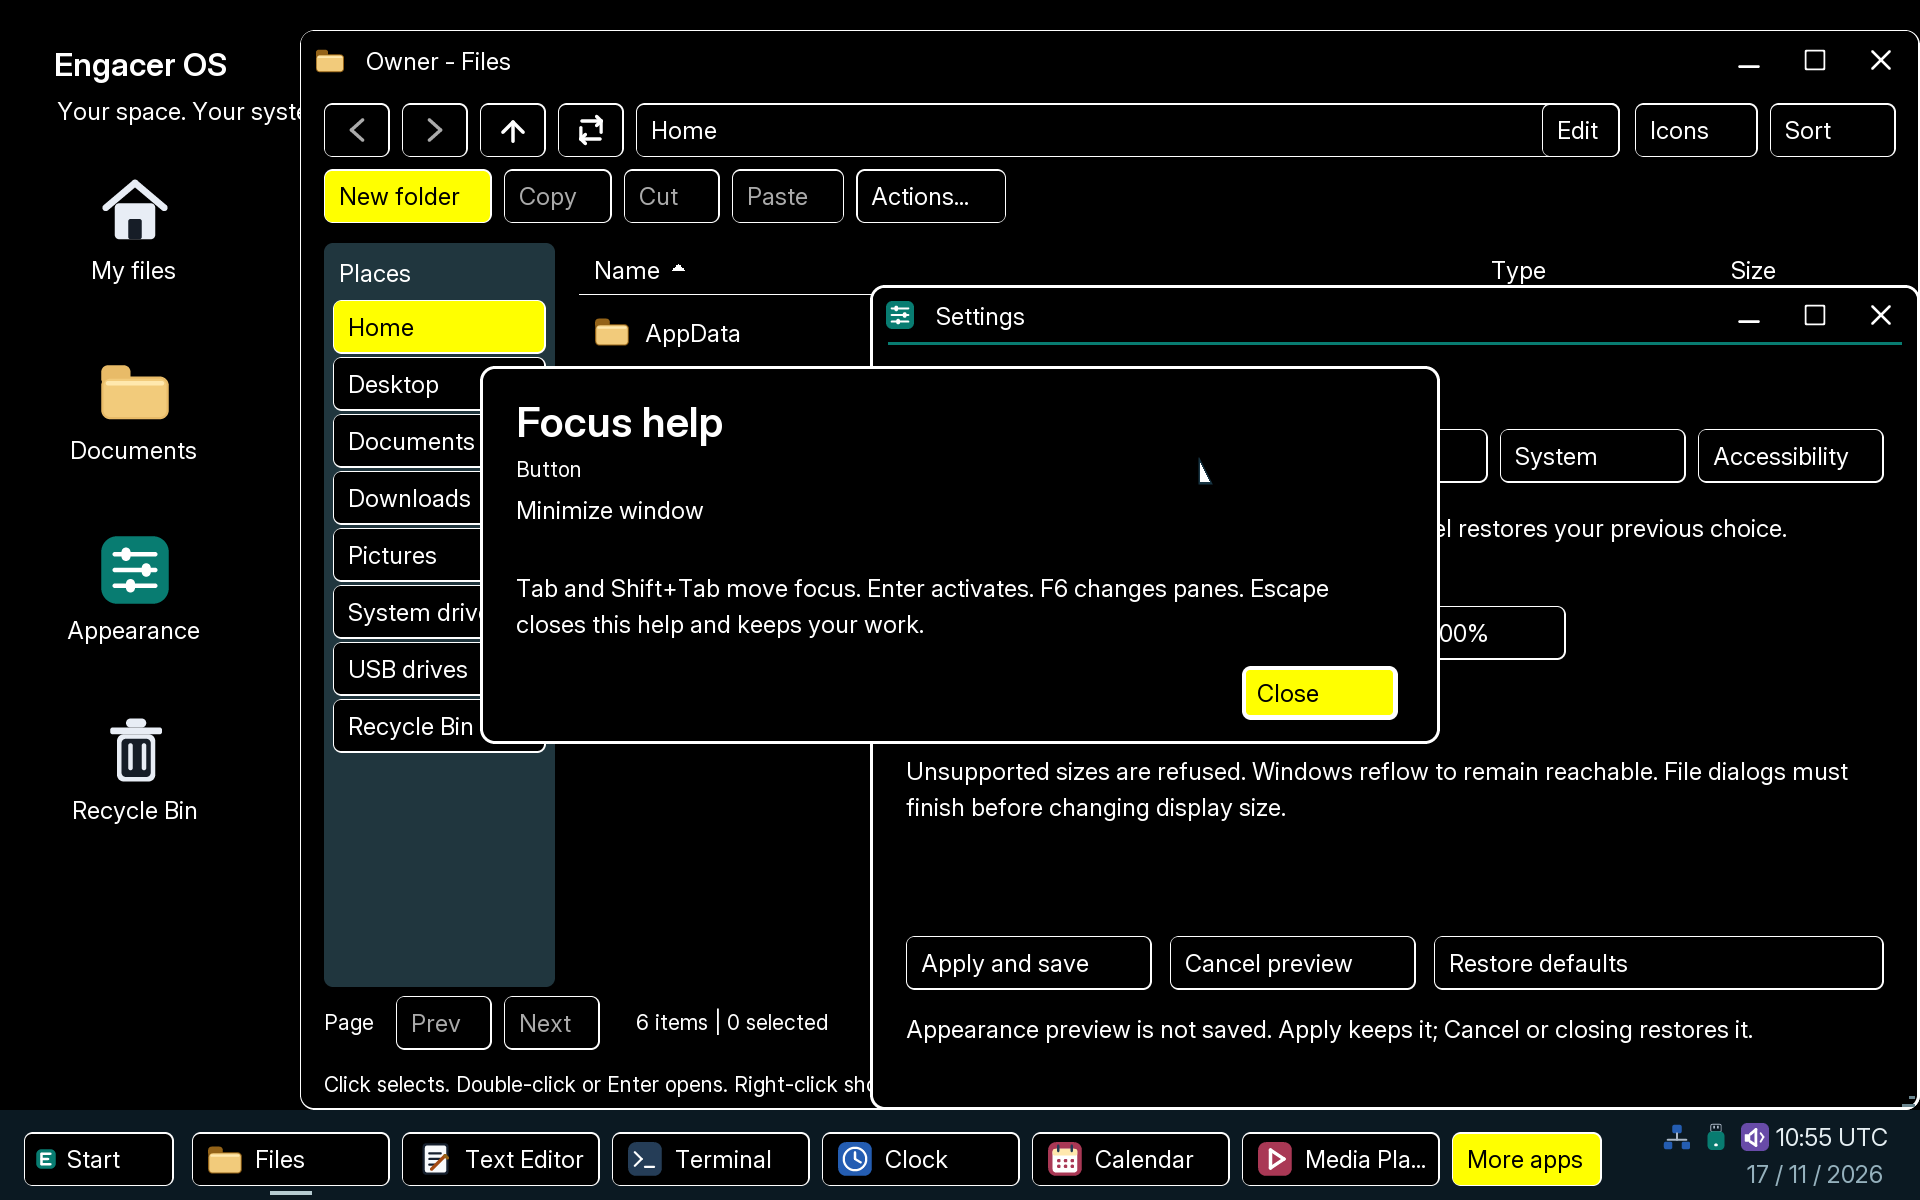 Engacer OS
Your space. Your syste
My files
Documents
Appearance
Recycle Bin
Owner - Files
Home
Edit
Icons
Sort
New folder
Copy
Cut
Paste
Actions...
Places
Home
Desktop
Documents
Downloads
Pictures
System drive
USB drives
Recycle Bin
Name
Type
Size
AppData
Settings
System
Accessibility
restores your previous choice.
00%
Focus help
Button
Minimize window
Tab and Shift+Tab move focus. Enter activates. F6 changes panes. Escape
closes this help and keeps your work.
Close
Unsupported sizes are refused. Windows reflow to remain reachable. File dialogs must
finish before changing display size.
Apply and save
Cancel preview
Restore defaults
Appearance preview is not saved. Apply keeps it; Cancel or closing restores it.
Page
Prev
Next
6 items | 0 selected
Click selects. Double-click or Enter opens. Right-click sho
Start
Files
Text Editor
Terminal
Clock
Calendar
Media Pla...
More apps
10:55 UTC
17 / 11 / 2026